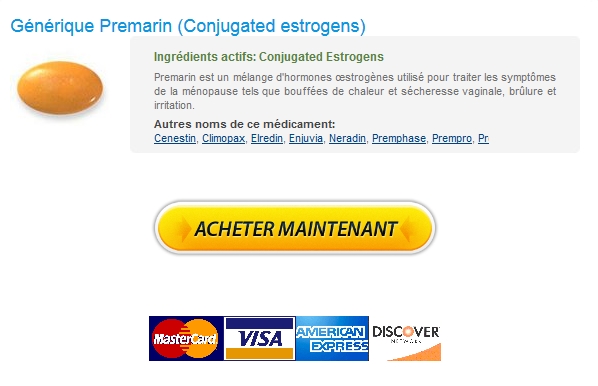 Générique Premarin (Conjugated estrogens)
Ingrédients actifs: Conjugated Estrogens
Premarin est un mélange d'hormones œstrogènes utilisé pour traiter les symptômes
de la ménopause tels que bouffées de chaleur et sécheresse vaginale, brûlure et
irritation.
Autres noms de ce médicament:
Cenestin, Climopax, Elredin, Enjuvia, Neradin, Premphase, Prempro, Pr
ACHETER MAINTENANT
MasterCard VISA AMERICAN EXPRESS DISCOVER NETWORK